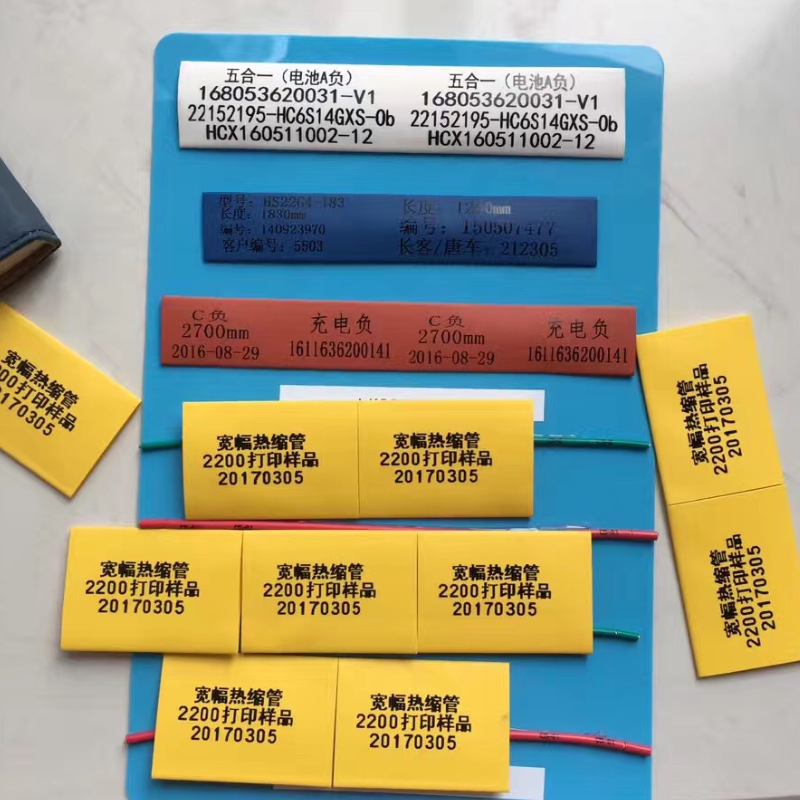 五合一（电池A负）
168053620031-V1
22152195-HC6S14GXS-0b
HCX160511002-12
五合一（电池A负）
168053620031-V1
22152195-HC6S14GXS-0b
HCX160511002-12
型号：HS22G4-183
长度：1830mm
编号：140923970
客户编号：5503
长度：
编号：150507477
长客/唐车：212305
C负
2700mm
2016-08-29
充电负
1611636200141
C负
2700mm
2016-08-29
充电负
1611636200141
宽幅热缩管
2200打印样品
20170305
宽幅热缩管
2200打印样品
20170305
宽幅热缩管
2200打印样品
20170305
宽幅热缩管
2200打印样品
20170305
宽幅热缩管
2200打印样品
20170305
宽幅热缩管
2200打印样品
20170305
宽幅热缩管
2200打印样品
20170305
宽幅热缩管
2200打印样品
20170305
宽幅热缩管
2200打印样品
20170305
宽幅热缩管
打印样品
20170305